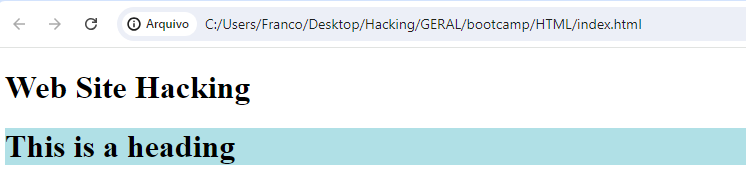 Arquivo C:/Users/Franco/Desktop/Hacking/GERAL/bootcamp/HTML/index.html
Web Site Hacking
This is a heading